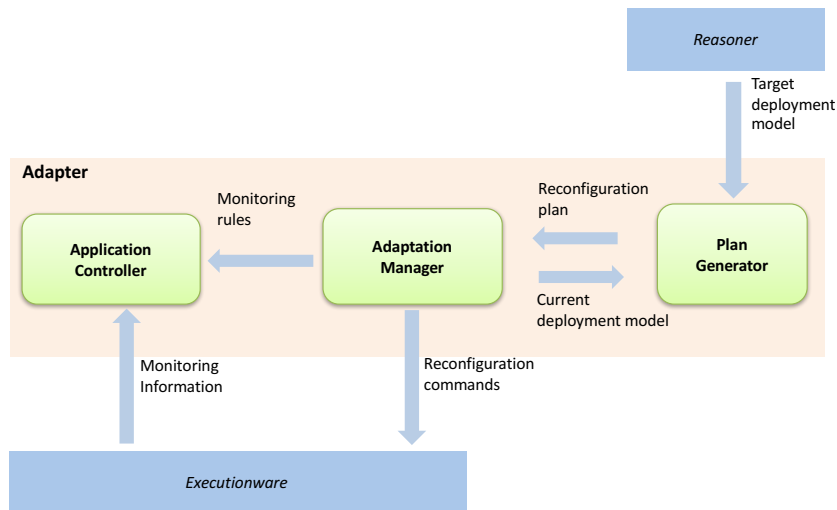 Reasoner
Target
deployment
model
Adapter
Monitoring
rules
Reconfiguration
plan
Application
Controller
Adaptation
Manager
Plan
Generator
Current
deployment model
Monitoring
Information
Reconfiguration
commands
Executionware